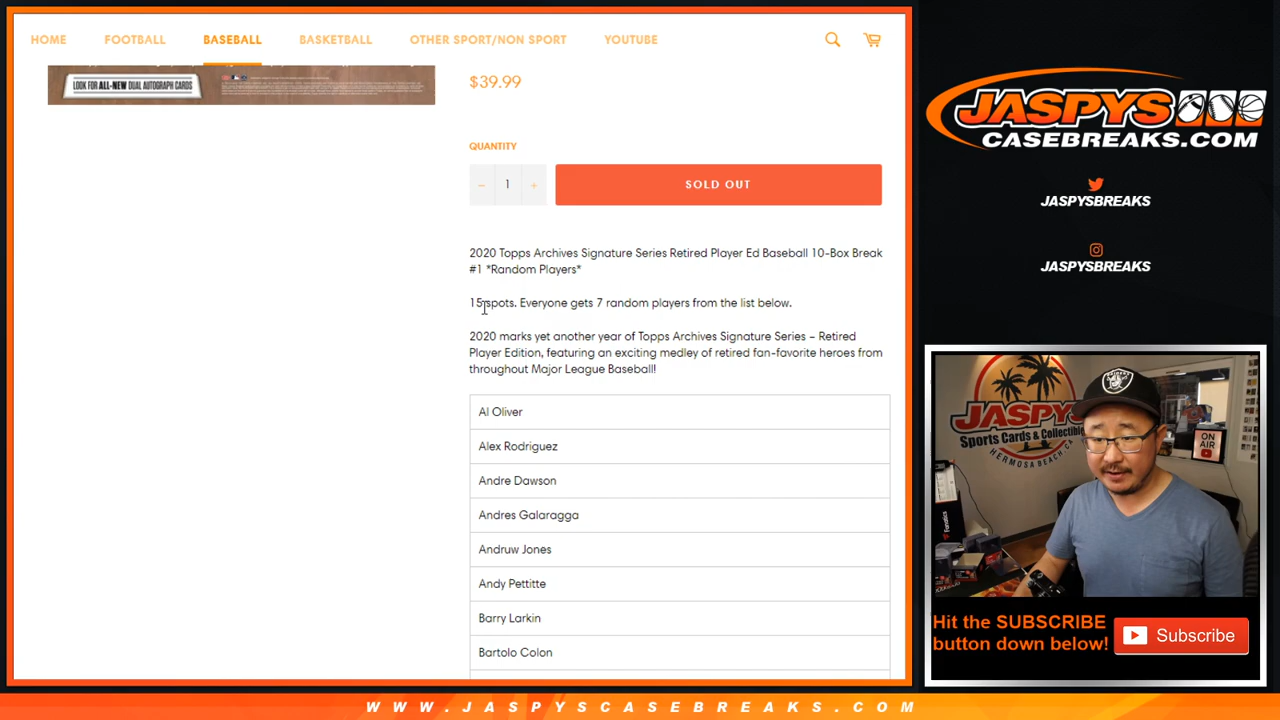 HOME FOOTBALL BASEBALL BASKETBALL OTHER SPORT/NON SPORT YOUTUBE
LOOK FOR ALL-NEW DUAL AUTOGRAPH CARDS
$39.99
QUANTITY
− 1 + SOLD OUT
2020 Topps Archives Signature Series Retired Player Ed Baseball 10-Box Break
#1 *Random Players*
15 spots. Everyone gets 7 random players from the list below.
2020 marks yet another year of Topps Archives Signature Series – Retired
Player Edition, featuring an exciting medley of retired fan-favorite heroes from
throughout Major League Baseball!
Al Oliver
Alex Rodriguez
Andre Dawson
Andres Galaragga
Andruw Jones
Andy Pettitte
Barry Larkin
Bartolo Colon
JASPYS
CASEBREAKS.COM
JASPYSBREAKS
JASPYSBREAKS
JASPYS
Sports Cards & Collectibles
HERMOSA BEACH CA
ON
AIR
Fanatics
RAIDERS
Hit the SUBSCRIBE
button down below!
Subscribe
WWW.JASPYSCASEBREAKS.COM